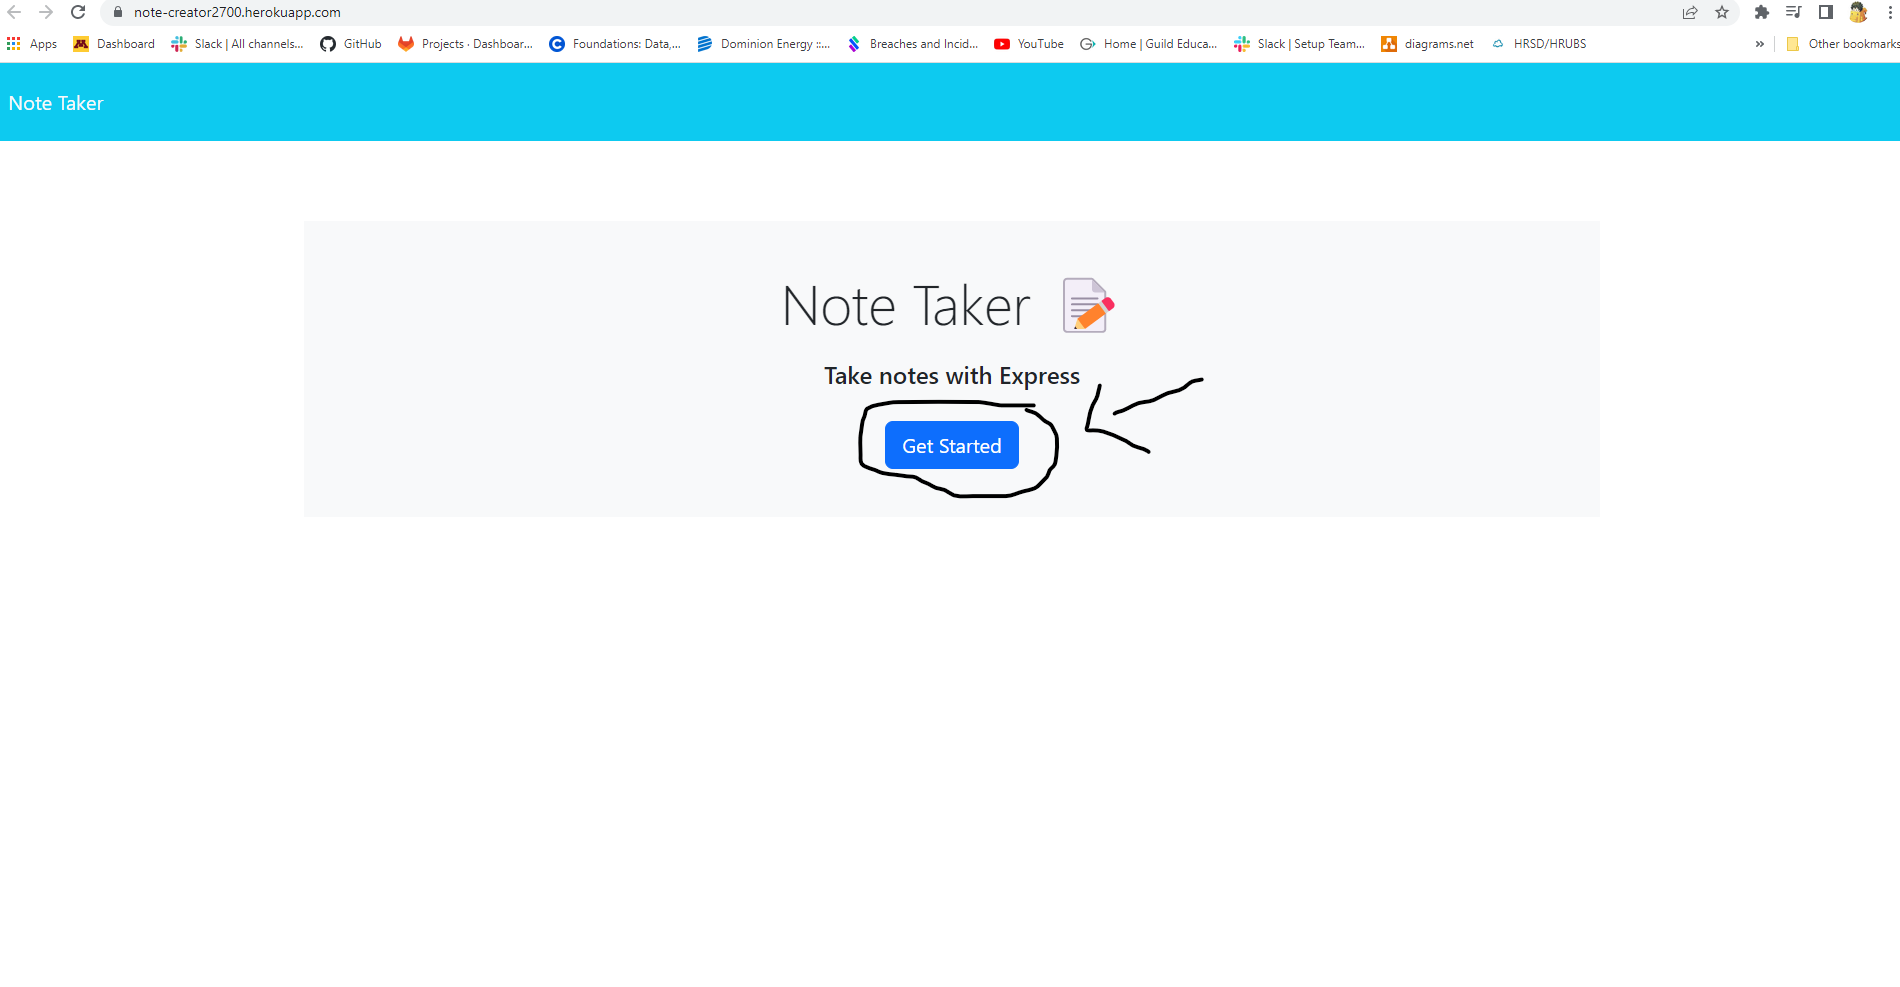 note-creator2700.herokuapp.com
Apps Dashboard Slack | All channels... GitHub Projects · Dashboar... Foundations: Data,... Dominion Energy ::... Breaches and Incid... YouTube Home | Guild Educa... Slack | Setup Team... diagrams.net HRSD/HRUBS » Other bookmarks
Note Taker
Note Taker
Take notes with Express
Get Started